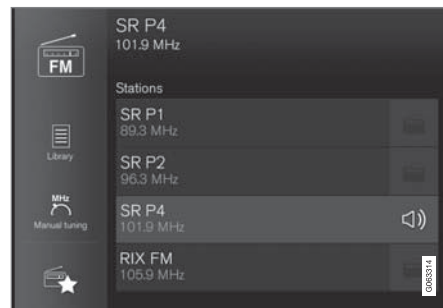 SR P4
101.9 MHz
FM
Stations
SR P1
89.3 MHz
Library
SR P2
96.3 MHz
MHz
Manual tuning
SR P4
101.9 MHz
RIX FM
105.9 MHz
G063314